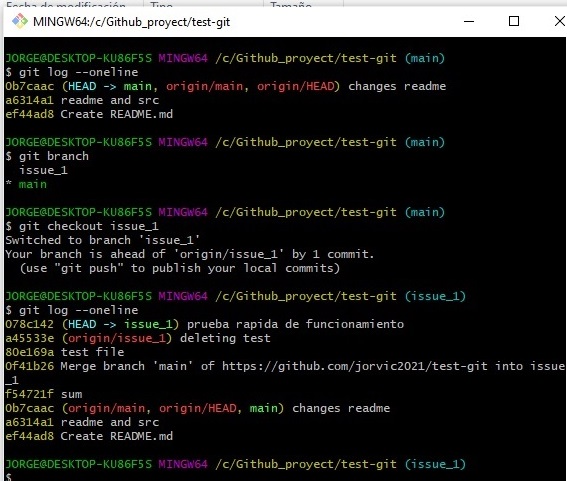 Fecha de modificación Tipo Tamaño
MINGW64:/c/Github_proyect/test-git
JORGE@DESKTOP-KU86F5S MINGW64 /c/Github_proyect/test-git (main)
$ git log --oneline
0b7caac (HEAD -> main, origin/main, origin/HEAD) changes readme
a6314a1 readme and src
ef44ad8 Create README.md
JORGE@DESKTOP-KU86F5S MINGW64 /c/Github_proyect/test-git (main)
$ git branch
issue_1
* main
JORGE@DESKTOP-KU86F5S MINGW64 /c/Github_proyect/test-git (main)
$ git checkout issue_1
Switched to branch 'issue_1'
Your branch is ahead of 'origin/issue_1' by 1 commit.
(use "git push" to publish your local commits)
JORGE@DESKTOP-KU86F5S MINGW64 /c/Github_proyect/test-git (issue_1)
$ git log --oneline
078c142 (HEAD -> issue_1) prueba rapida de funcionamiento
a45533e (origin/issue_1) deleting test
80e169a test file
0f41b26 Merge branch 'main' of https://github.com/jorvic2021/test-git into issue
_1
f54721f sum
0b7caac (origin/main, origin/HEAD, main) changes readme
a6314a1 readme and src
ef44ad8 Create README.md
JORGE@DESKTOP-KU86F5S MINGW64 /c/Github_proyect/test-git (issue_1)
$